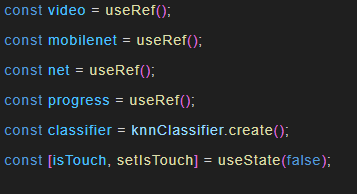 const video = useRef();
const mobilenet = useRef();
const net = useRef();
const progress = useRef();
const classifier = knnClassifier.create();
const [isTouch, setIsTouch] = useState(false);